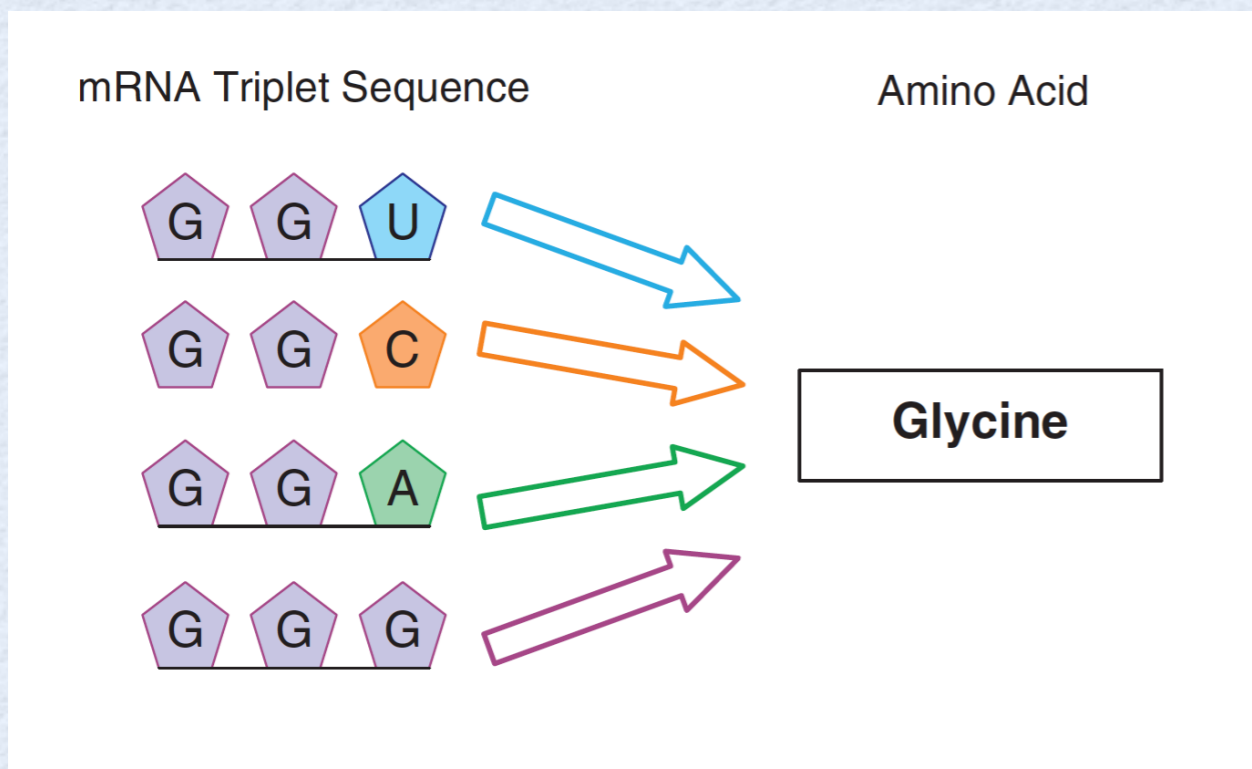 mRNA Triplet Sequence
Amino Acid
G G U
G G C
Glycine
G G A
G G G